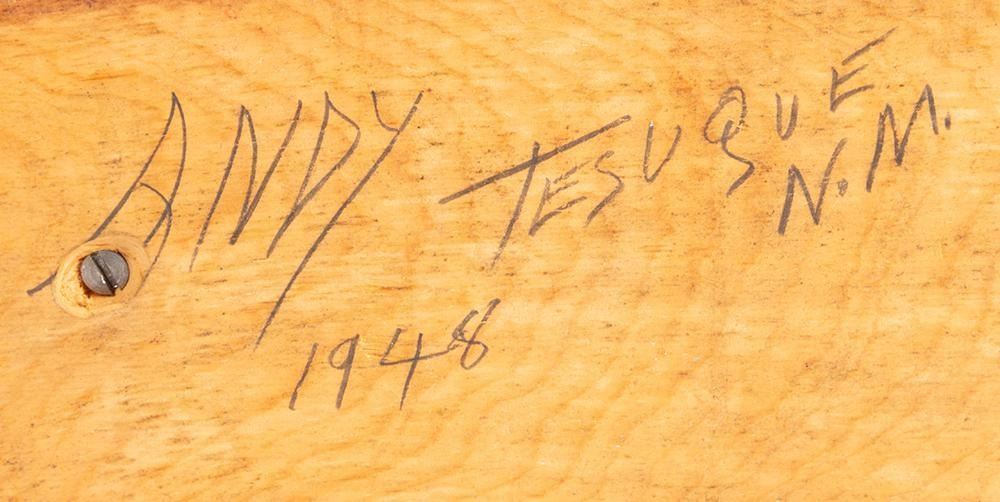 ANDY TESUQUE
N.M.
1948